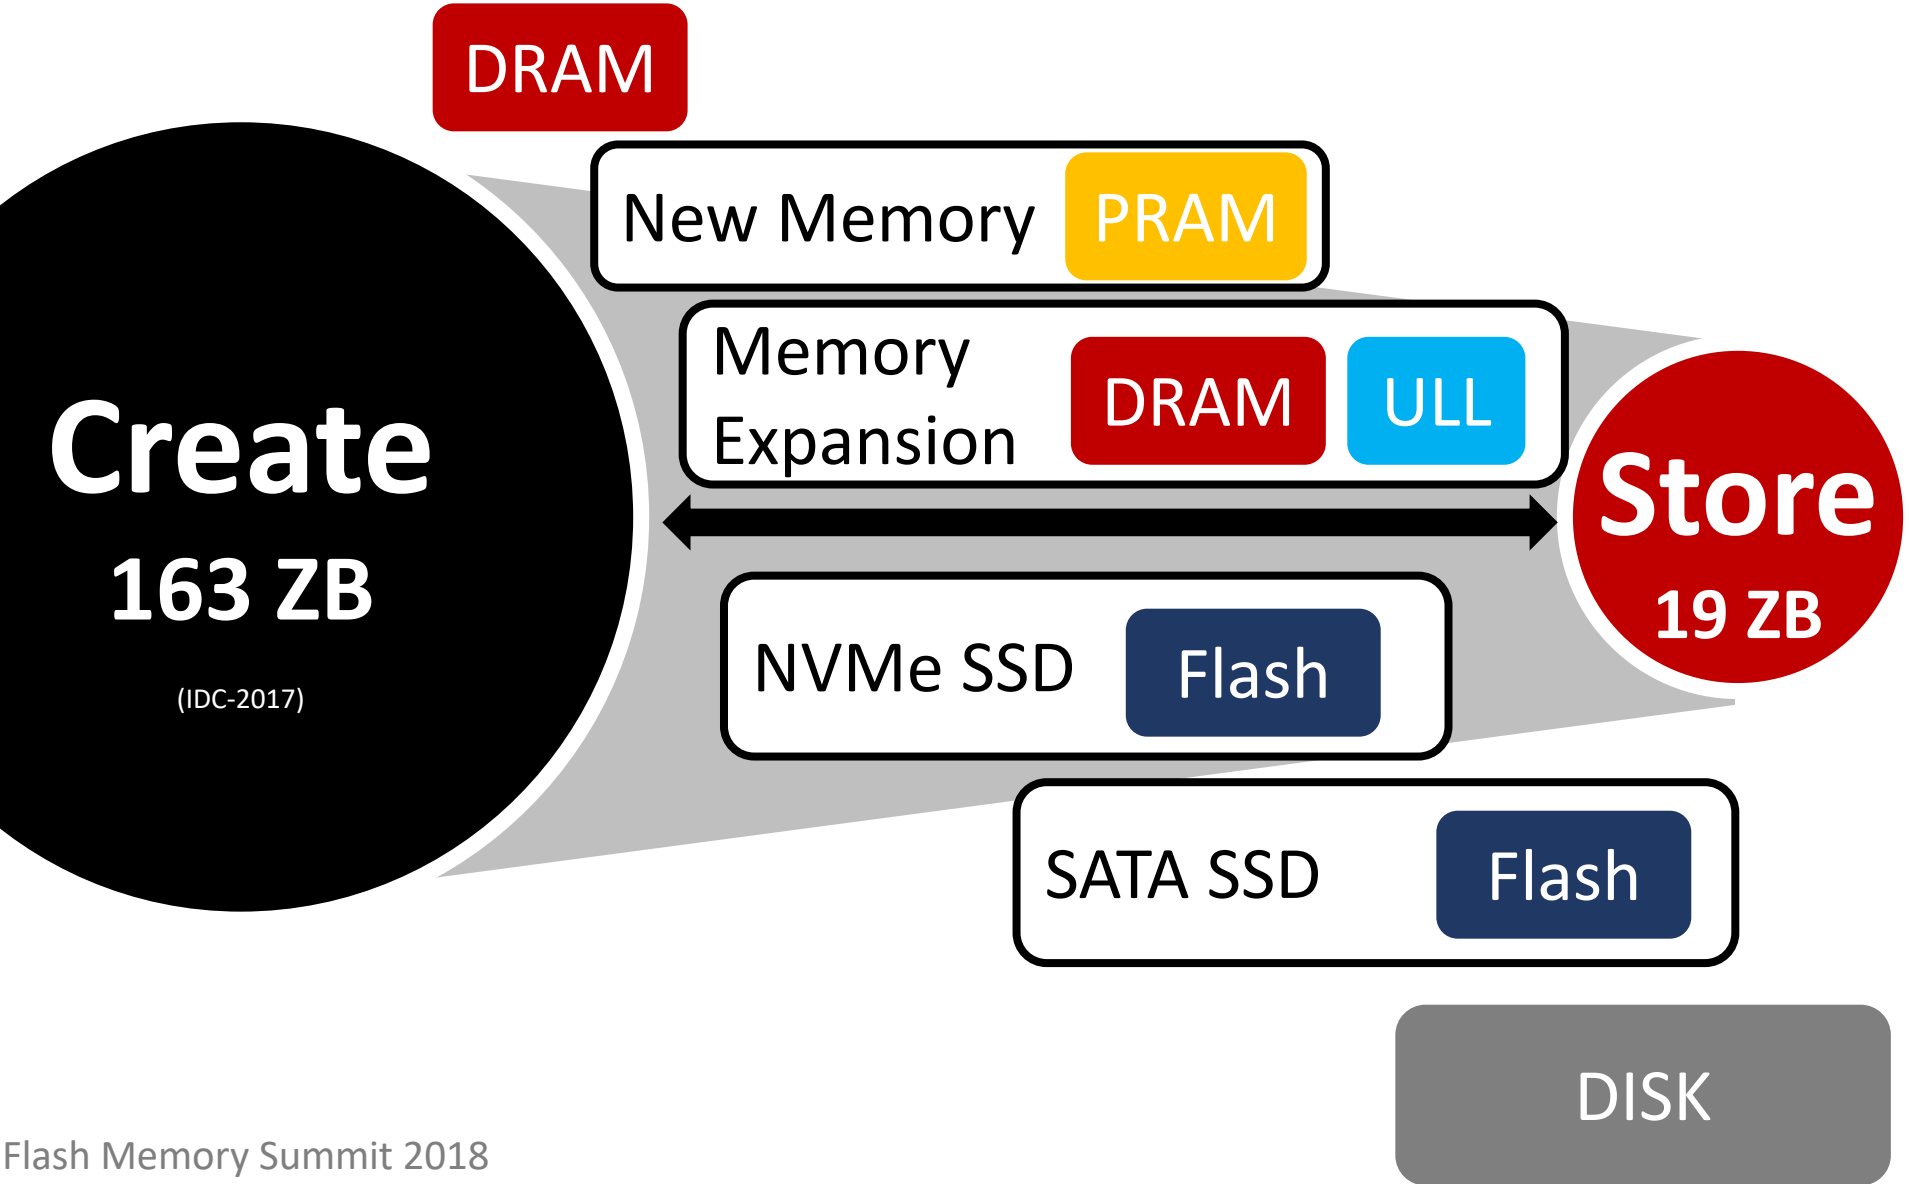 DRAM
New Memory PRAM
Memory
Expansion
DRAM ULL
Create
163 ZB
(IDC-2017)
Store
19 ZB
NVMe SSD Flash
SATA SSD Flash
DISK
Flash Memory Summit 2018